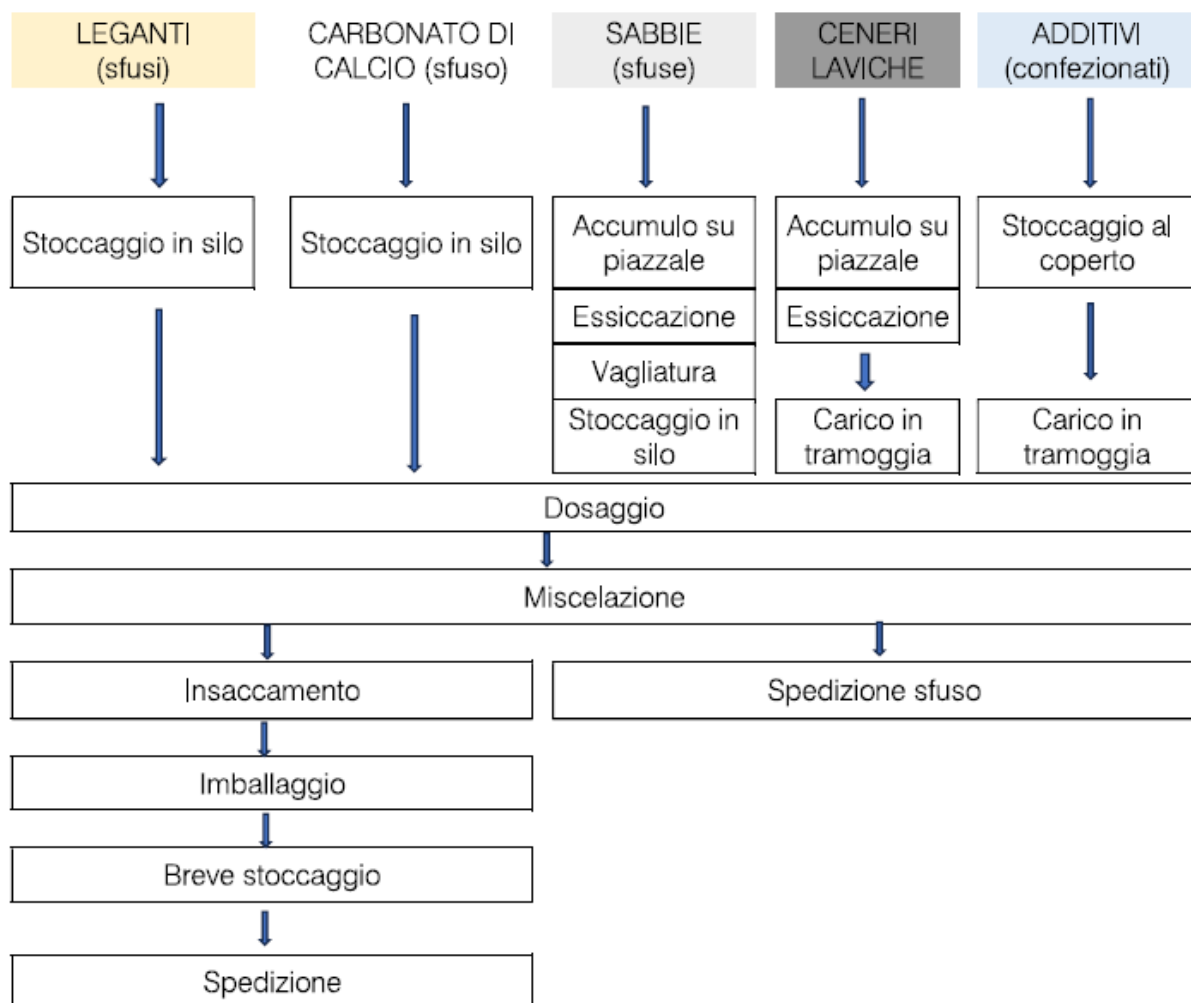 LEGANTI
(sfusi)
CARBONATO DI
CALCIO (sfuso)
SABBIE
(sfuse)
CENERI
LAVICHE
ADDITIVI
(confezionati)
Stoccaggio in silo
Stoccaggio in silo
Accumulo su
piazzale
Accumulo su
piazzale
Stoccaggio al
coperto
Essiccazione
Essiccazione
Vagliatura
Stoccaggio in
silo
Carico in
tramoggia
Carico in
tramoggia
Dosaggio
Miscelazione
Insaccamento
Spedizione sfuso
Imballaggio
Breve stoccaggio
Spedizione